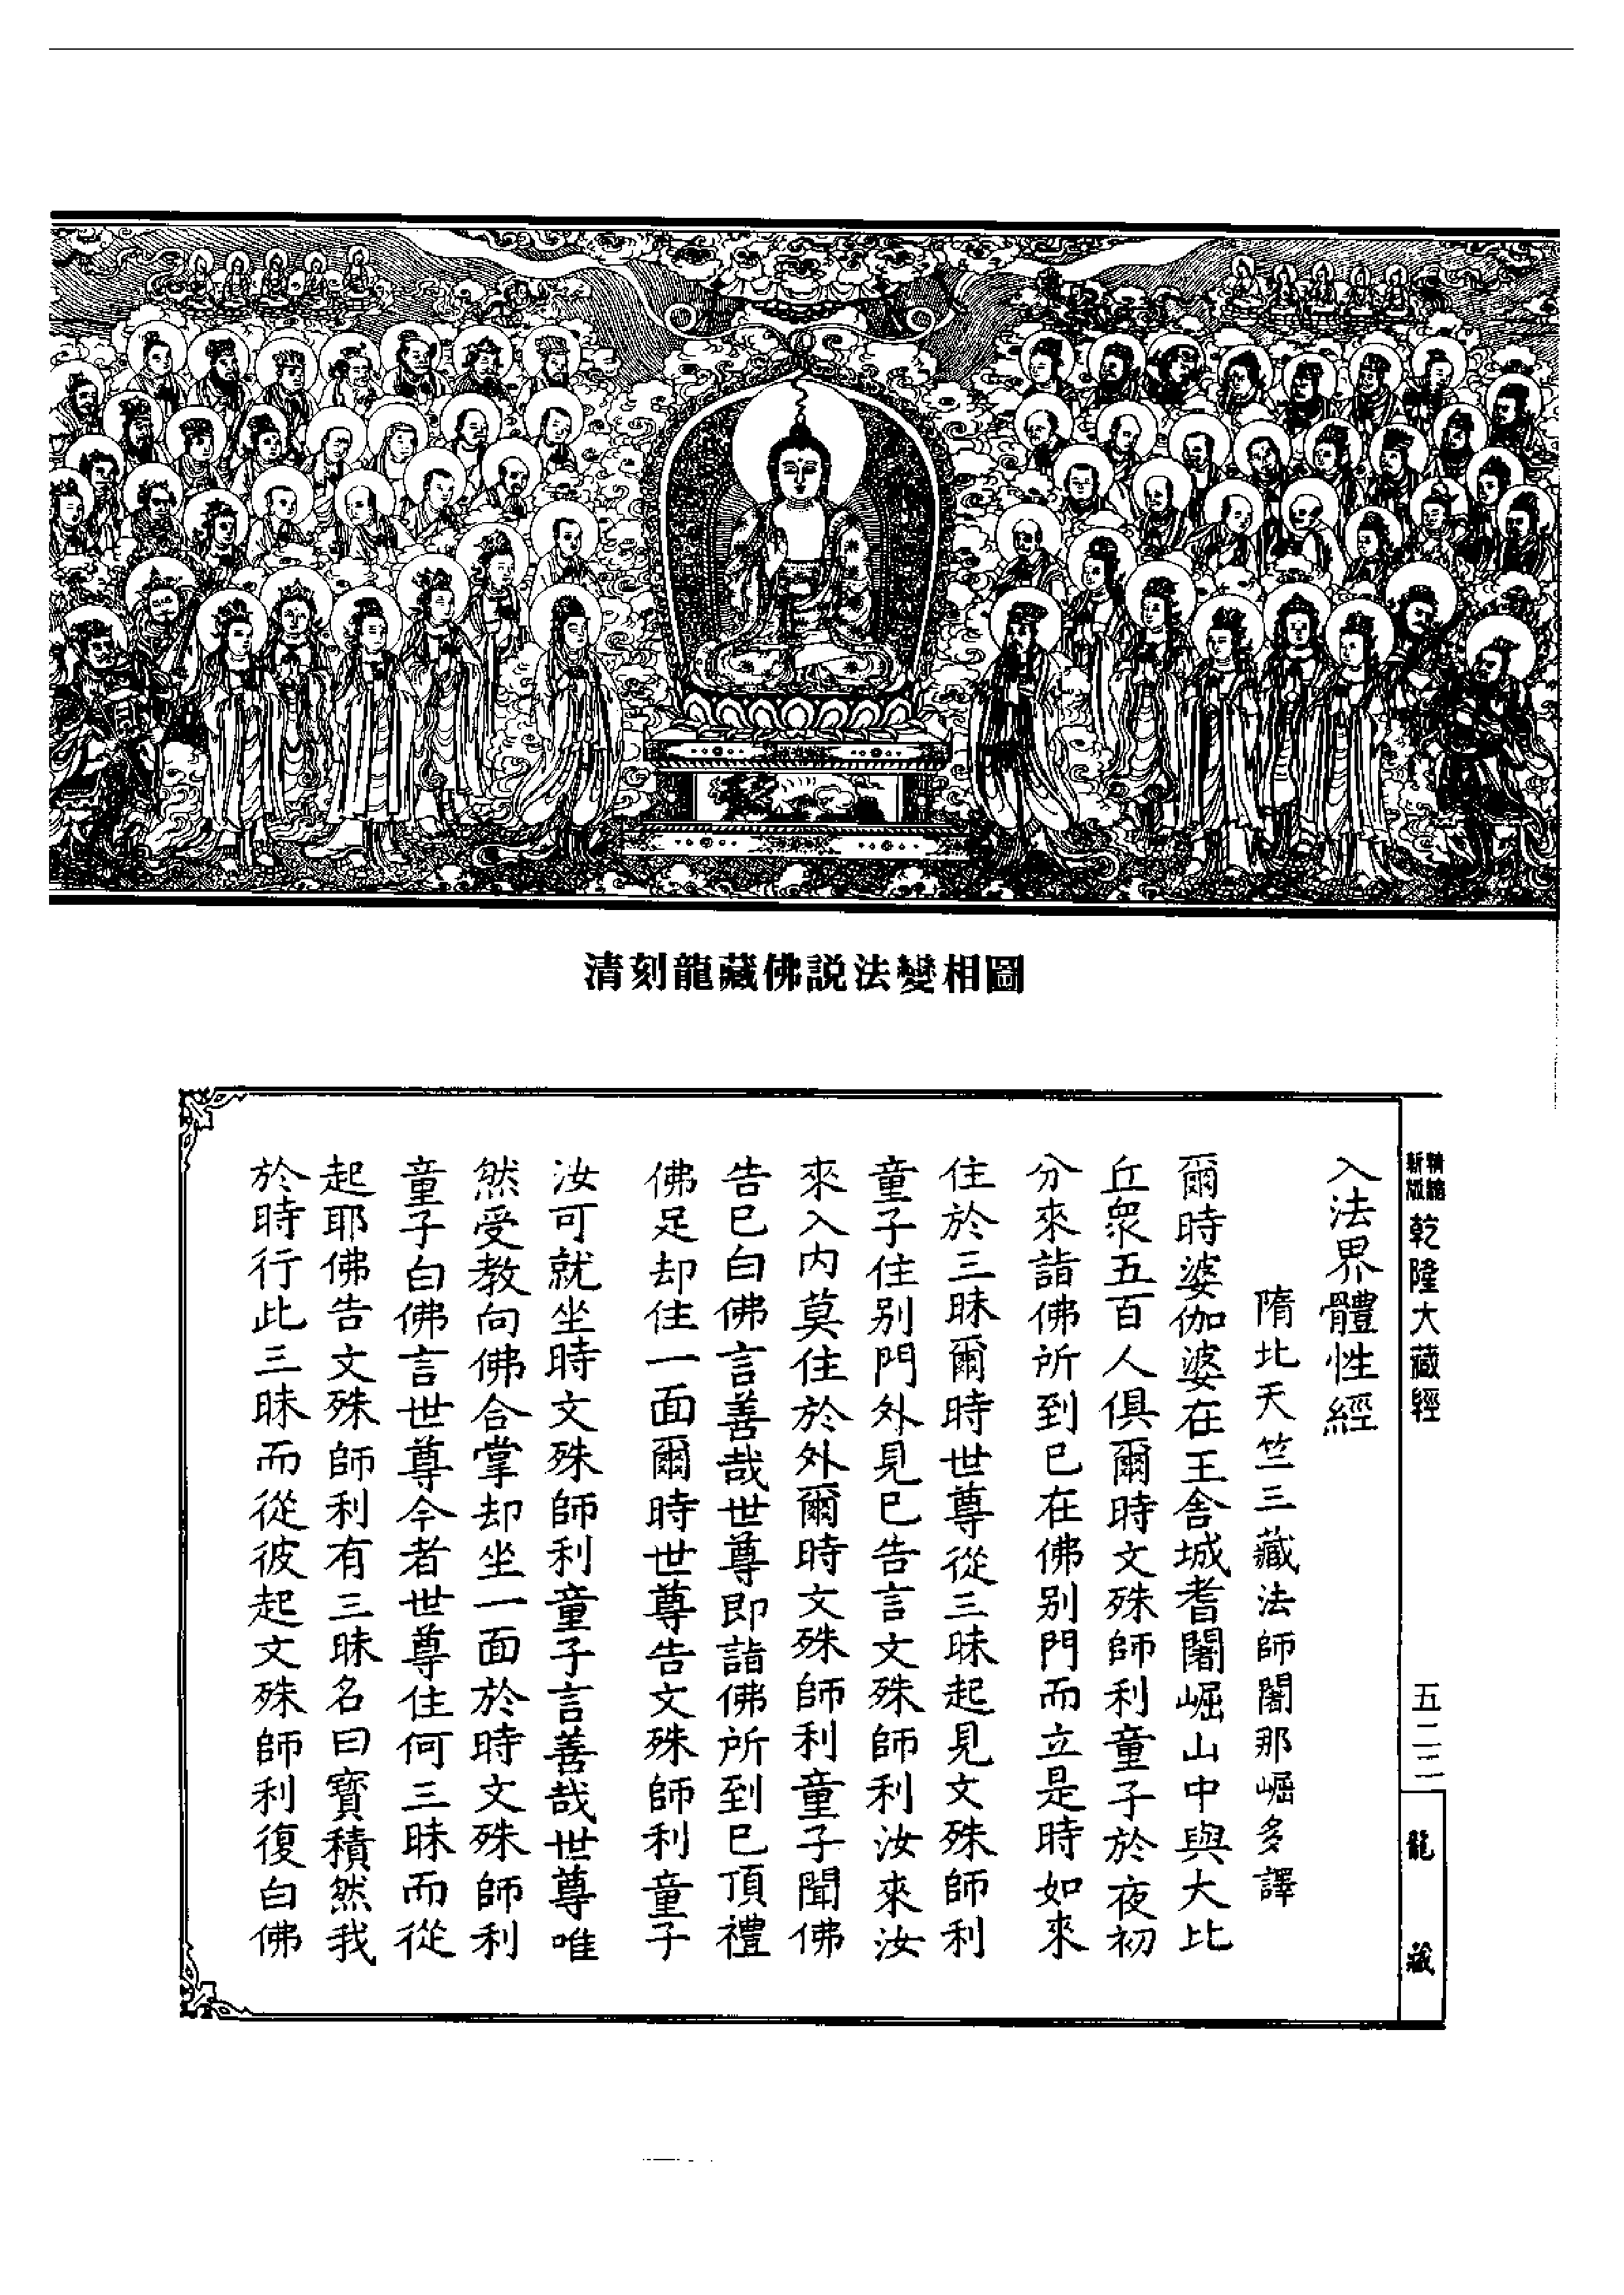 清刻龍藏佛説法變相圖
新版
精縮
乾隆大藏經
五二二
龍藏
入法界體性經
隋北天竺三藏法師闍那崛多譯
爾時婆伽婆在王舍城耆闍崛山中與大比
丘眾五百人俱爾時文殊師利童子於夜初
分來詣佛所到已在佛別門而立是時如來
住於三昧爾時世尊從三昧起見文殊師利
童子住別門外見已告言文殊師利汝來汝
來入内莫住於外爾時文殊師利童子聞佛
告已白佛言善哉世尊即詣佛所到已頂禮
佛足却住一面爾時世尊告文殊師利童子
汝可就坐時文殊師利童子言善哉世尊唯
然受教向佛合掌却坐一面於時文殊師利
童子白佛言世尊今者世尊住何三昧而從
起耶佛告文殊師利有三昧名曰寶積然我
於時行此三昧而從彼起文殊師利復白佛